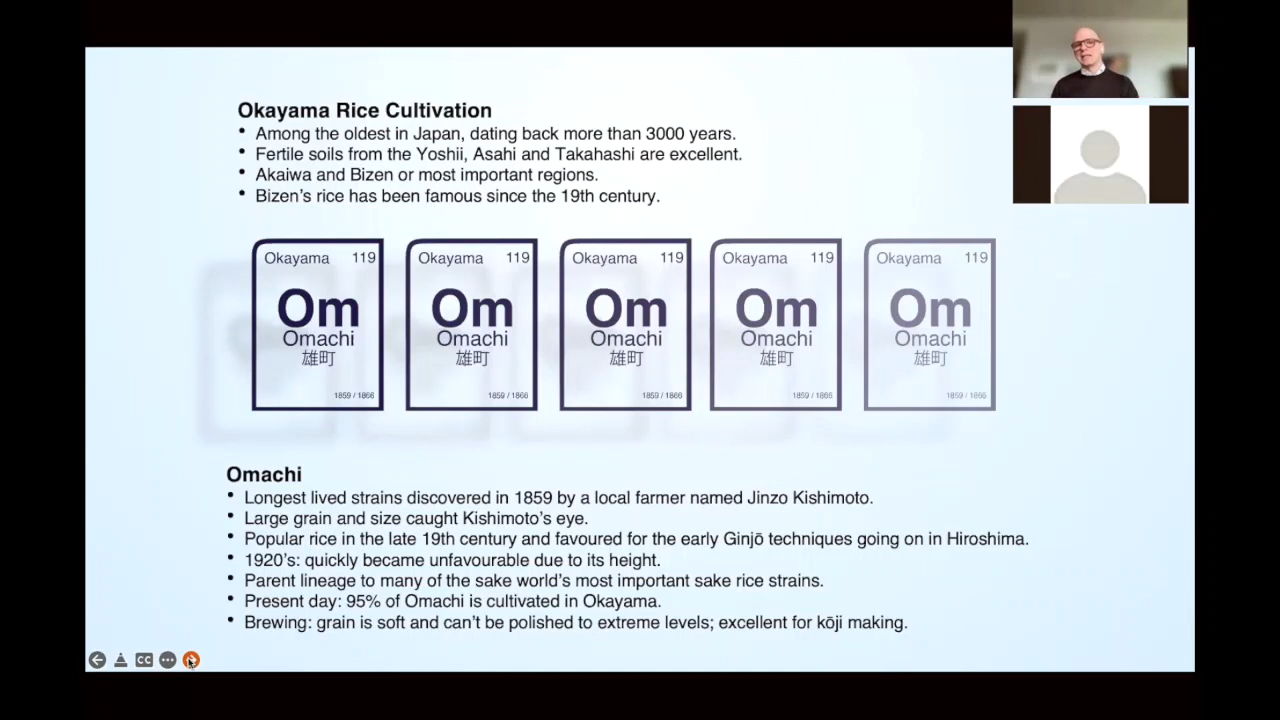 Okayama Rice Cultivation
• Among the oldest in Japan, dating back more than 3000 years.
• Fertile soils from the Yoshii, Asahi and Takahashi are excellent.
• Akaiwa and Bizen or most important regions.
• Bizen's rice has been famous since the 19th century.
Okayama 119
Om
Omachi
雄町
1859 / 1866
Okayama 119
Om
Omachi
雄町
1859 / 1866
Okayama 119
Om
Omachi
雄町
1859 / 1866
Okayama 119
Om
Omachi
雄町
1859 / 1866
Okayama 119
Om
Omachi
雄町
1859 / 1866
Omachi
• Longest lived strains discovered in 1859 by a local farmer named Jinzo Kishimoto.
• Large grain and size caught Kishimoto's eye.
• Popular rice in the late 19th century and favoured for the early Ginjō techniques going on in Hiroshima.
• 1920's: quickly became unfavourable due to its height.
• Parent lineage to many of the sake world's most important sake rice strains.
• Present day: 95% of Omachi is cultivated in Okayama.
• Brewing: grain is soft and can't be polished to extreme levels; excellent for kōji making.
CC